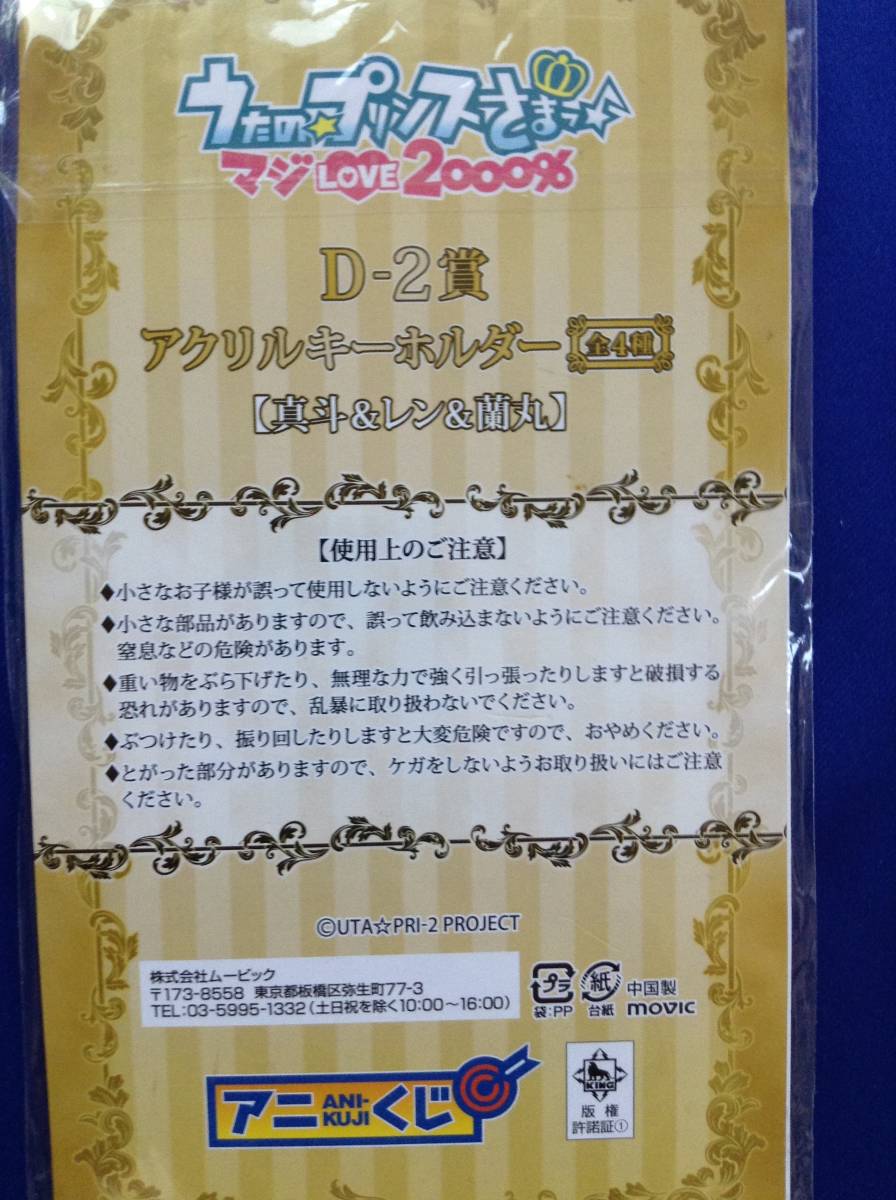 うたの☆プリンスさまっ♪
マジLOVE2000%
D-2賞
アクリルキーホルダー 全4種
【真斗&レン&蘭丸】
【使用上のご注意】
◆小さなお子様が誤って使用しないようにご注意ください。
◆小さな部品がありますので、誤って飲み込まないようにご注意ください。
窒息などの危険があります。
◆重い物をぶら下げたり、無理な力で強く引っ張ったりしますと破損する
恐れがありますので、乱暴に取り扱わないでください。
◆ぶつけたり、振り回したりしますと大変危険ですので、おやめください。
◆とがった部分がありますので、ケガをしないようお取り扱いにはご注意
ください。
©UTA☆PRI-2 PROJECT
株式会社ムービック
〒173-8558 東京都板橋区弥生町77-3
TEL:03-5995-1332(土日祝を除く10:00〜16:00)
プラ 紙 中国製
袋:PP 台紙 movic
アニくじ
ANI-
KUJI
KING
版権
許諾証①